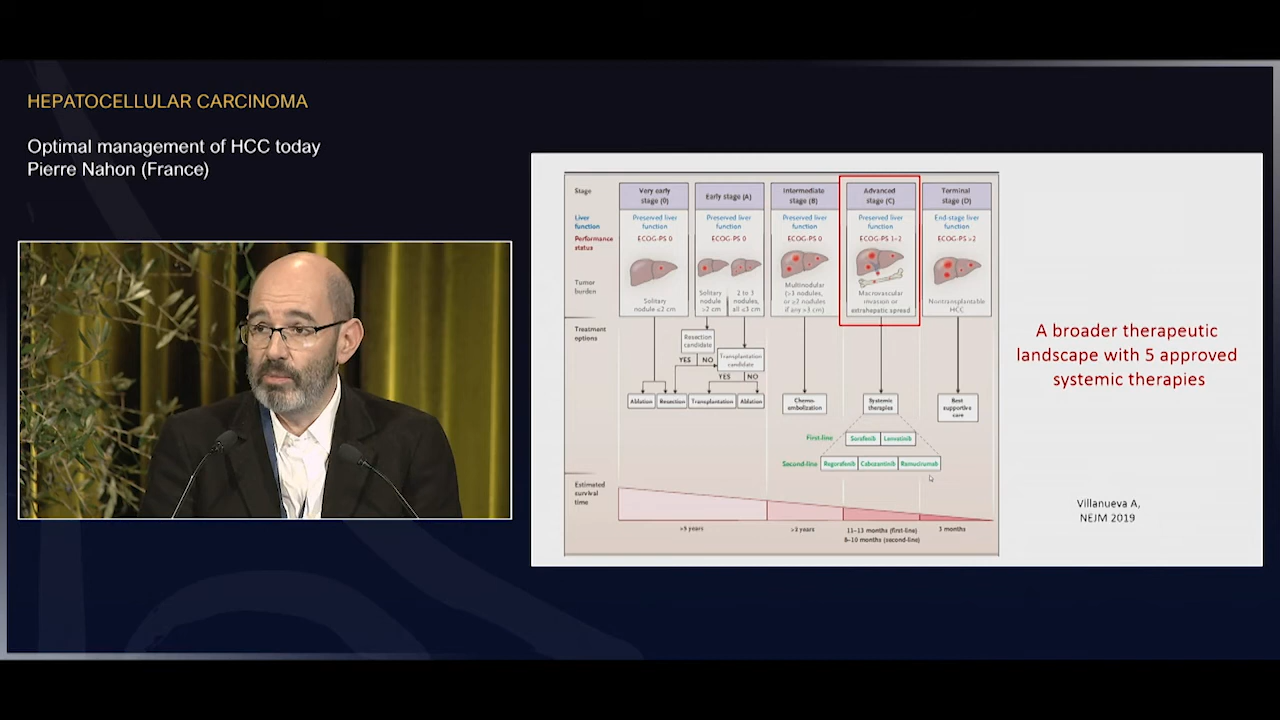 HEPATOCELLULAR CARCINOMA
Optimal management of HCC today
Pierre Nahon (France)
Stage
Very early
stage (0)
Early stage (A)
Intermediate
stage (B)
Advanced
stage (C)
Terminal
stage (D)
Liver
function
Preserved liver
function
Preserved liver
function
Preserved liver
function
Preserved liver
function
End-stage liver
function
Performance
status
ECOG-PS 0
ECOG-PS 0
ECOG-PS 0
ECOG-PS 1–2
ECOG-PS >2
Tumor
burden
Solitary
nodule ≤2 cm
Solitary
nodule
>2 cm
2 to 3
nodules,
all ≤3 cm
Multinodular
(>3 nodules,
or ≥2 nodules
if any >3 cm)
Macrovascular
invasion or
extrahepatic spread
Nontransplantable
HCC
Treatment
options
Resection
candidate
YES NO
Transplantation
candidate
YES NO
Ablation
Resection
Transplantation
Ablation
Chemo-
embolization
Systemic
therapies
Best
supportive
care
First-line
Sorafenib
Lenvatinib
Second-line
Regorafenib
Cabozantinib
Ramucirumab
Estimated
survival
time
>5 years
11–13 months (first-line)
8–10 months (second-line)
3 months
A broader therapeutic
landscape with 5 approved
systemic therapies
Villanueva A,
NEJM 2019